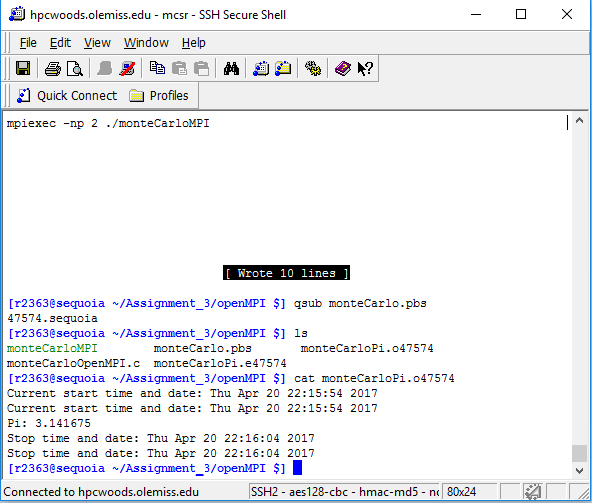 hpcwoods.olemiss.edu - mcsr - SSH Secure Shell
File Edit View Window Help
Quick Connect Profiles
mpiexec -np 2 ./monteCarloMPI
[ Wrote 10 lines ]
[r2363@sequoia ~/Assignment_3/openMPI $] qsub monteCarlo.pbs
47574.sequoia
[r2363@sequoia ~/Assignment_3/openMPI $] ls
monteCarloMPI monteCarlo.pbs monteCarloPi.o47574
monteCarloOpenMPI.c monteCarloPi.e47574
[r2363@sequoia ~/Assignment_3/openMPI $] cat monteCarloPi.o47574
Current start time and date: Thu Apr 20 22:15:54 2017
Current start time and date: Thu Apr 20 22:15:54 2017
Pi: 3.141675
Stop time and date: Thu Apr 20 22:16:04 2017
Stop time and date: Thu Apr 20 22:16:04 2017
[r2363@sequoia ~/Assignment_3/openMPI $]
Connected to hpcwoods.olemiss.edu SSH2 - aes128-cbc - hmac-md5 - nc 80x24